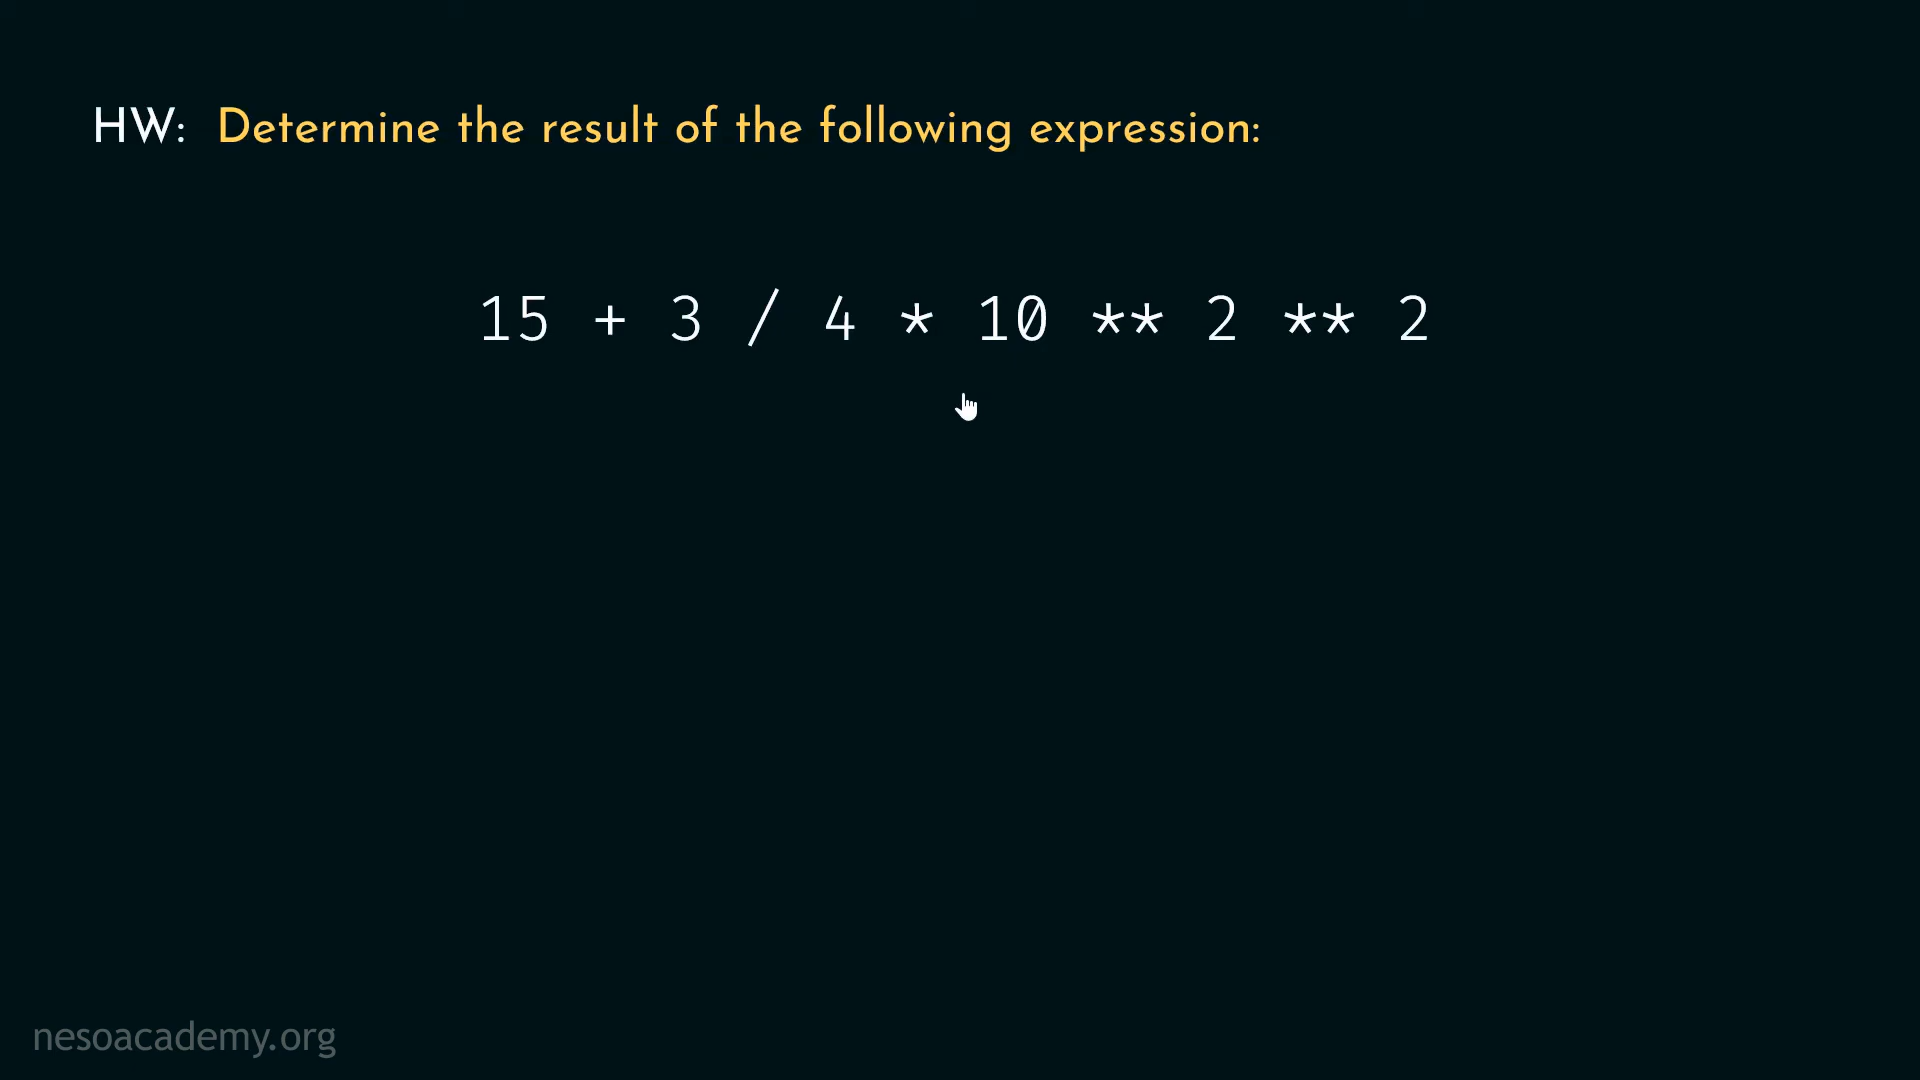 HW: Determine the result of the following expression:
15 + 3 / 4 * 10 ** 2 ** 2
nesoacademy.org